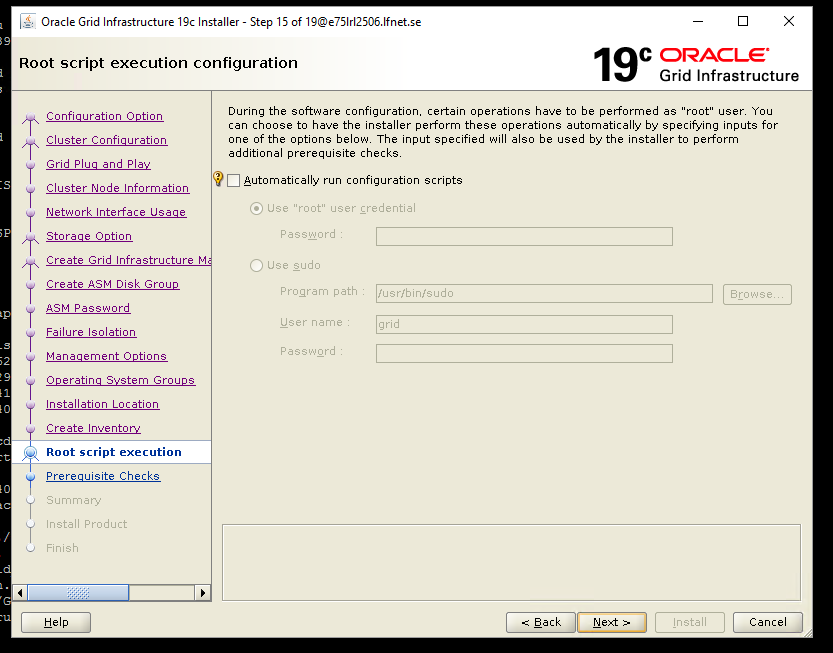 Oracle Grid Infrastructure 19c Installer - Step 15 of 19@e75lrl2506.lfnet.se
Root script execution configuration
19c ORACLE
Grid Infrastructure
Configuration Option
Cluster Configuration
Grid Plug and Play
Cluster Node Information
Network Interface Usage
Storage Option
Create Grid Infrastructure Ma
Create ASM Disk Group
ASM Password
Failure Isolation
Management Options
Operating System Groups
Installation Location
Create Inventory
Root script execution
Prerequisite Checks
Summary
Install Product
Finish
During the software configuration, certain operations have to be performed as "root" user. You
can choose to have the installer perform these operations automatically by specifying inputs for
one of the options below. The input specified will also be used by the installer to perform
additional prerequisite checks.
Automatically run configuration scripts
Use "root" user credential
Password :
Use sudo
Program path : /usr/bin/sudo Browse...
User name : grid
Password :
Help < Back Next > Install Cancel